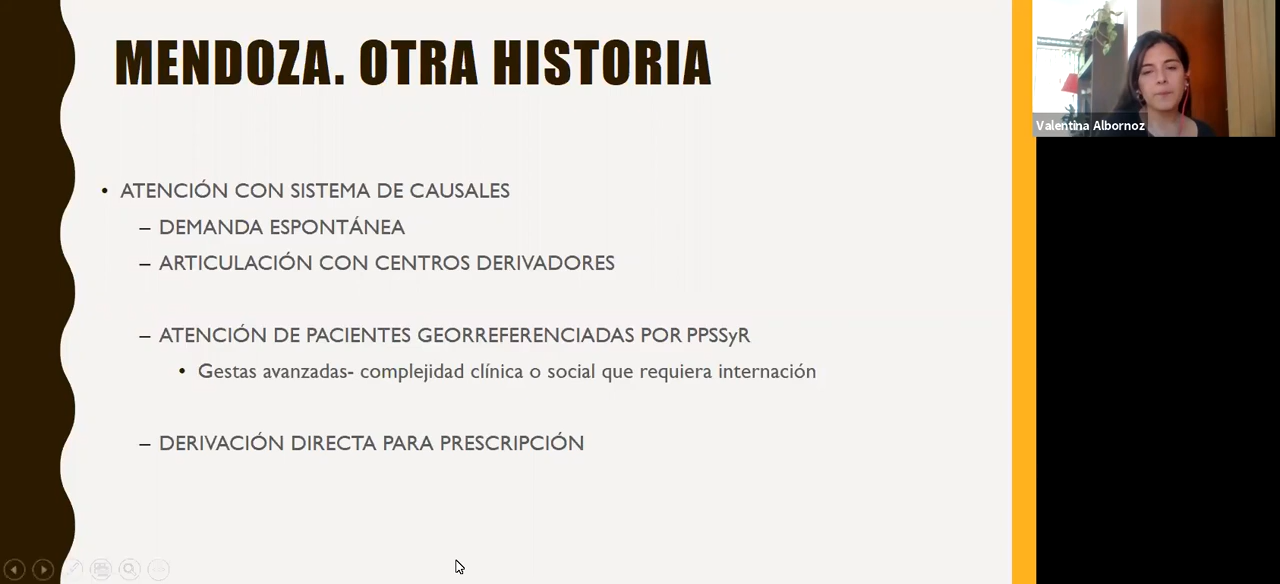 MENDOZA. OTRA HISTORIA
Valentina Albornoz
• ATENCIÓN CON SISTEMA DE CAUSALES
– DEMANDA ESPONTÁNEA
– ARTICULACIÓN CON CENTROS DERIVADORES
– ATENCIÓN DE PACIENTES GEORREFERENCIADAS POR PPSSyR
• Gestas avanzadas- complejidad clínica o social que requiera internación
– DERIVACIÓN DIRECTA PARA PRESCRIPCIÓN